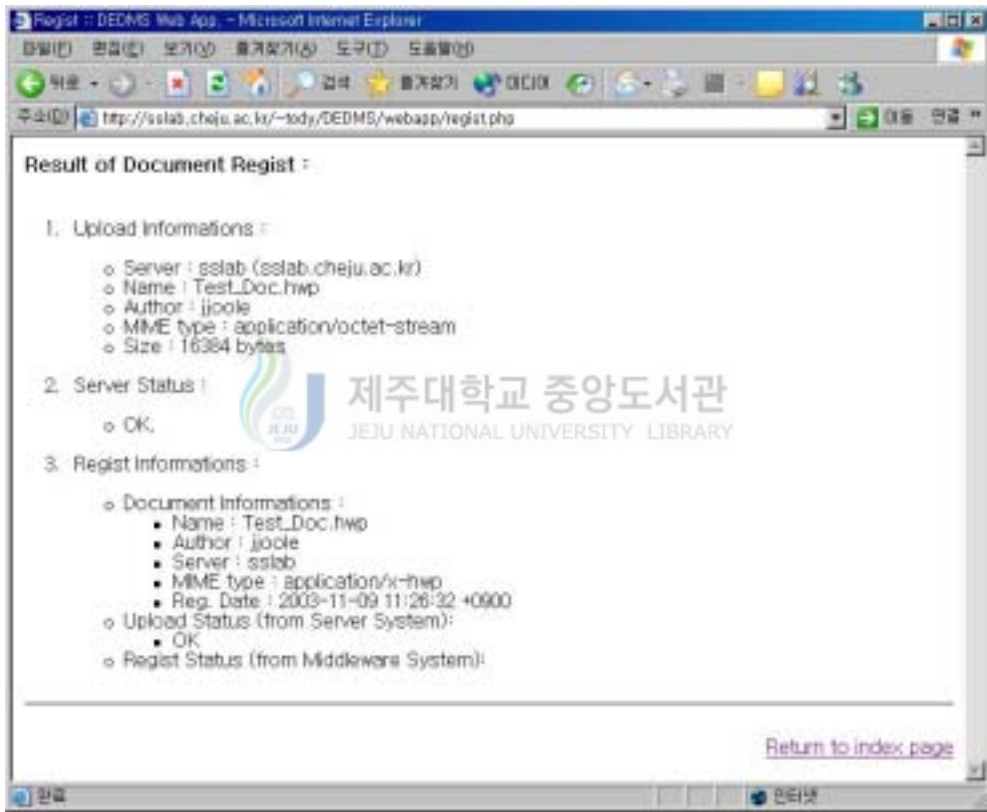 Regist :: DEDMS Web App. - Microsoft Internet Explorer
파일(F) 편집(E) 보기(V) 즐겨찾기(A) 도구(T) 도움말(H)
뒤로 검색 즐겨찾기 미디어
주소(D) http://sslab.cheju.ac.kr/~tody/DEDMS/webapp/regist.php 이동 연결 »
Result of Document Regist :
1. Upload Informations :
Server : sslab (sslab.cheju.ac.kr)
Name : Test_Doc.hwp
Author : jjoole
MIME type : application/octet-stream
Size : 16384 bytes
2. Server Status :
OK.
제주대학교 중앙도서관
JEJU NATIONAL UNIVERSITY LIBRARY
JEJU
3. Regist Informations :
Document Informations :
Name : Test_Doc.hwp
Author : jjoole
Server : sslab
MIME type : application/x-hwp
Reg. Date : 2003-11-09 11:26:32 +0900
Upload Status (from Server System):
OK
Regist Status (from Middleware System):
Return to index page
완료 인터넷